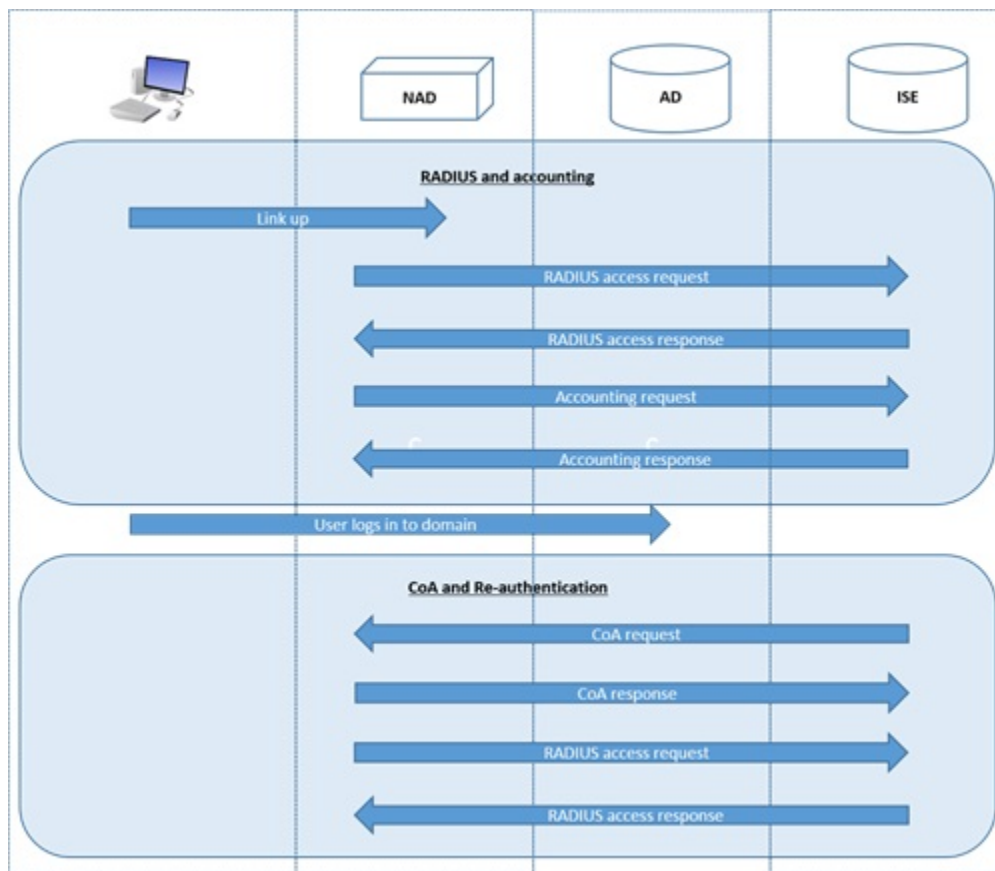 NAD
AD
ISE
RADIUS and accounting
Link up
RADIUS access request
RADIUS access response
Accounting request
Accounting response
User logs in to domain
CoA and Re-authentication
CoA request
CoA response
RADIUS access request
RADIUS access response